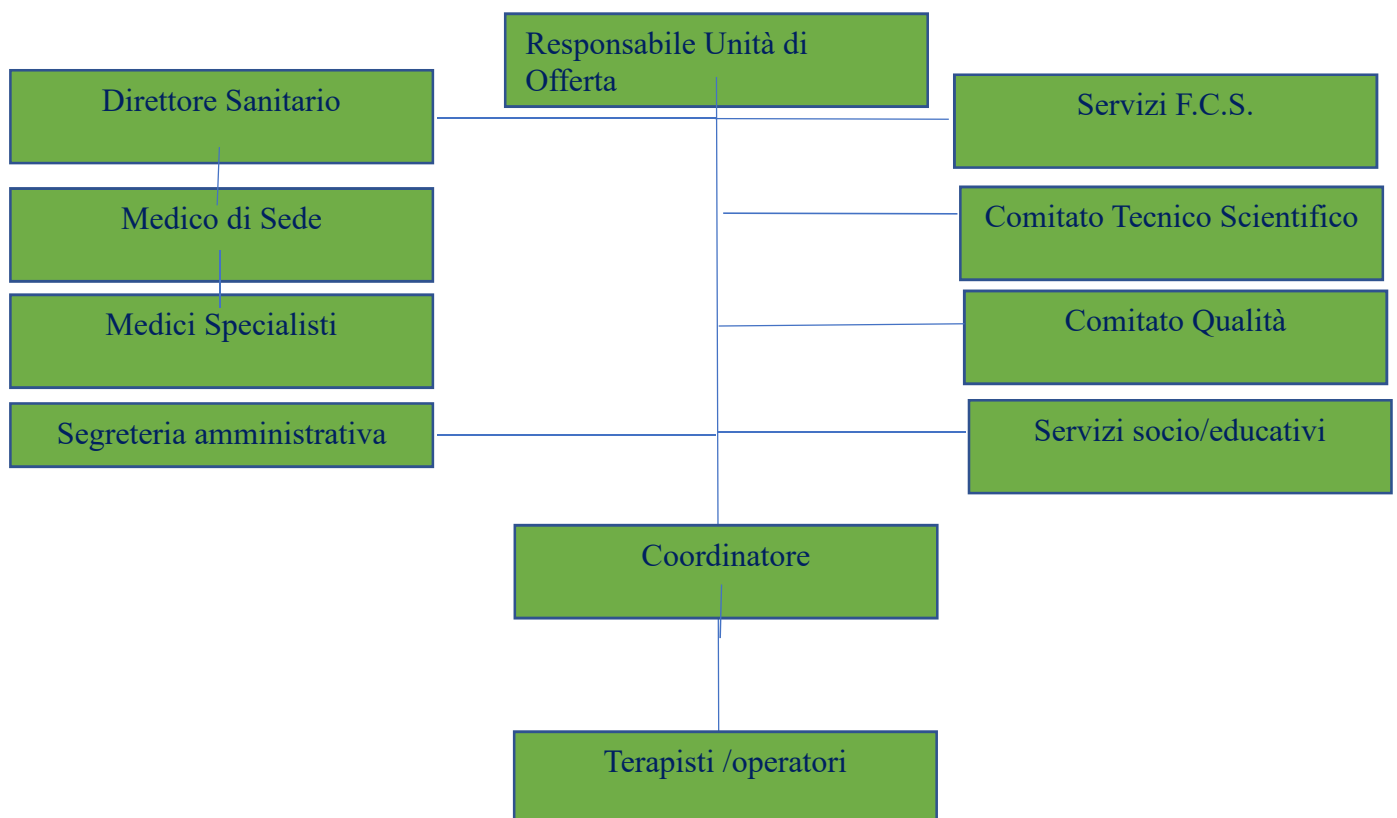 Responsabile Unità di
Offerta
Direttore Sanitario
Servizi F.C.S.
Medico di Sede
Comitato Tecnico Scientifico
Medici Specialisti
Comitato Qualità
Segreteria amministrativa
Servizi socio/educativi
Coordinatore
Terapisti /operatori